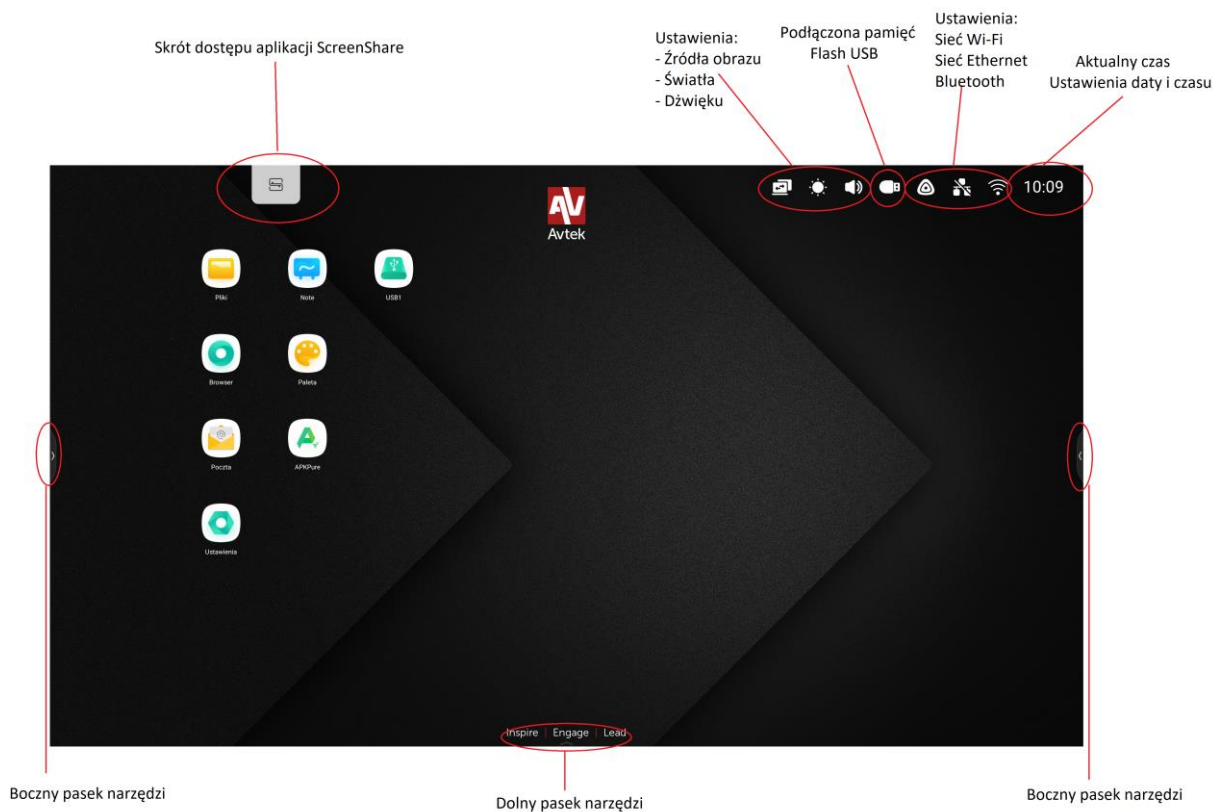 Skrót dostępu aplikacji ScreenShare
Ustawienia:
- Źródła obrazu
- Światła
- Dżwięku
Podłączona pamięć
Flash USB
Ustawienia:
Sieć Wi-Fi
Sieć Ethernet
Bluetooth
Aktualny czas
Ustawienia daty i czasu
10:09
AV
Avtek
Pliki
Note
USB1
Browser
Paleta
Poczta
APKPure
Ustawienia
Inspire | Engage | Lead
Boczny pasek narzędzi
Dolny pasek narzędzi
Boczny pasek narzędzi